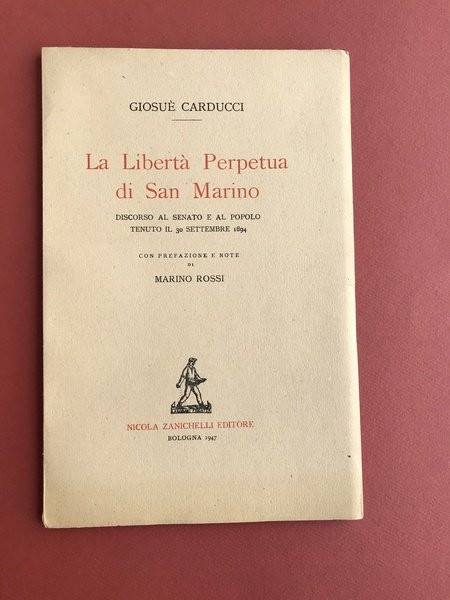 GIOSUÈ CARDUCCI
La Libertà Perpetua
di San Marino
DISCORSO AL SENATO E AL POPOLO
TENUTO IL 30 SETTEMBRE 1894
CON PREFAZIONE E NOTE
DI
MARINO ROSSI
NICOLA ZANICHELLI EDITORE
BOLOGNA 1947